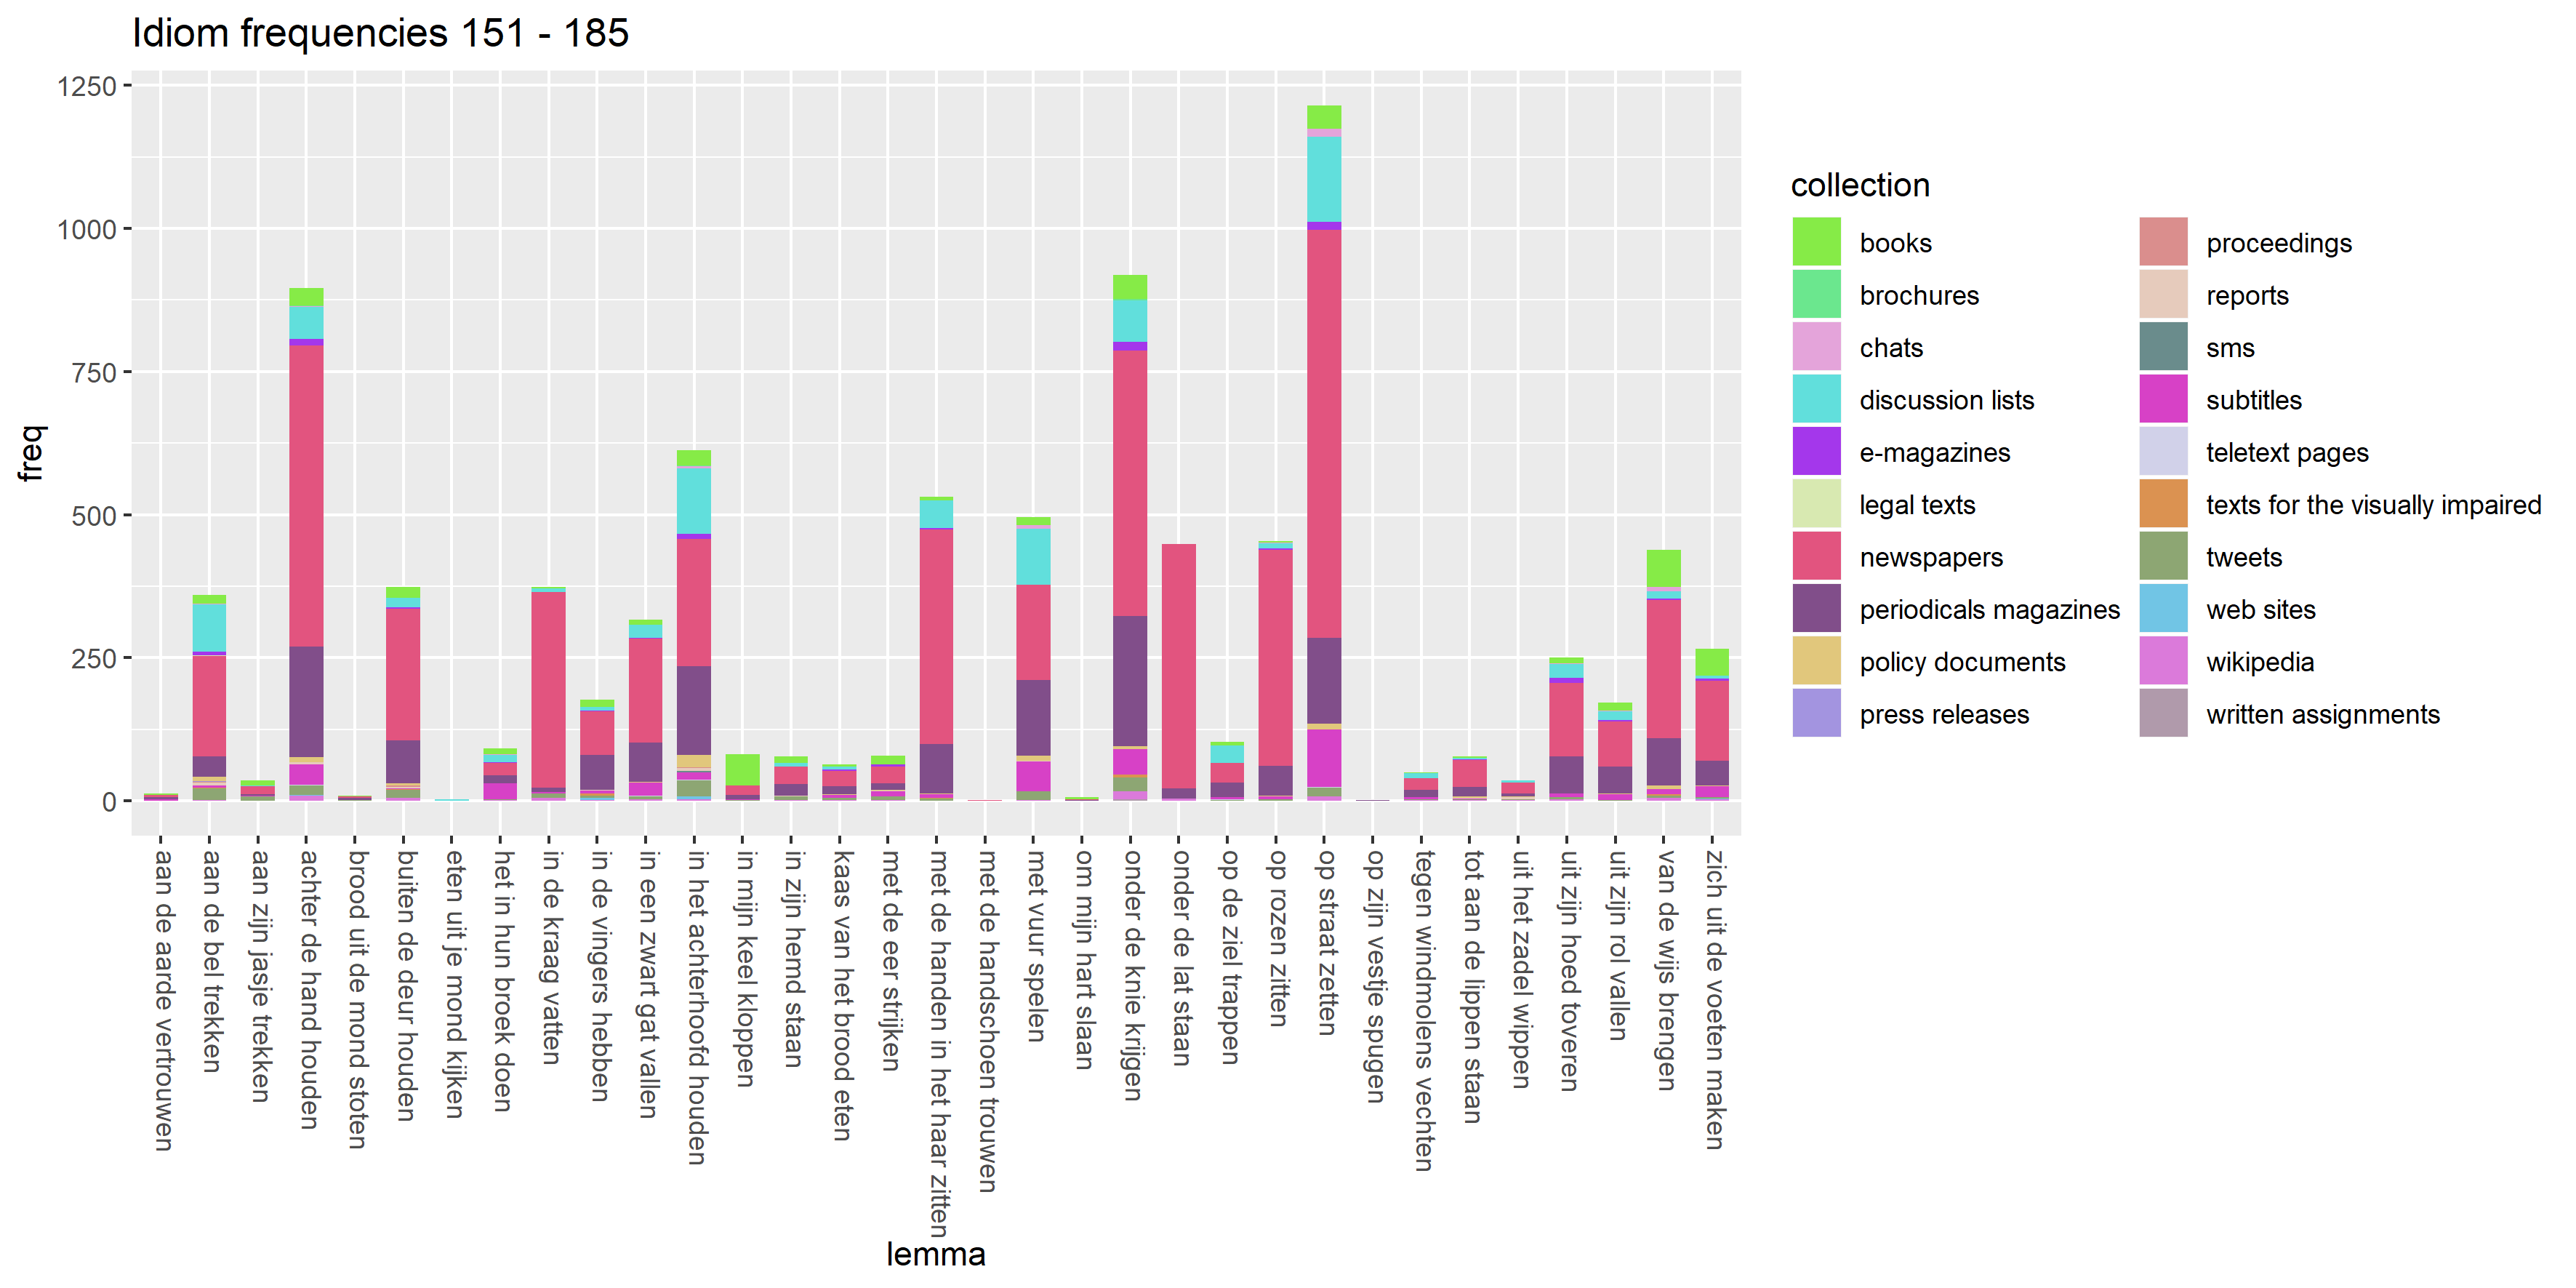 Idiom frequencies 151 - 185
1250
1000
750
500
250
0
freq
aan de aarde vertrouwen
aan de bel trekken
aan zijn jasje trekken
achter de hand houden
brood uit de mond stoten
buiten de deur houden
eten uit je mond kijken
het in hun broek doen
in de kraag vatten
in de vingers hebben
in een zwart gat vallen
in het achterhoofd houden
in mijn keel kloppen
in zijn hemd staan
kaas van het brood eten
met de eer strijken
met de handen in het haar zitten
met de handschoen trouwen
met vuur spelen
om mijn hart slaan
onder de knie krijgen
onder de lat staan
op de ziel trappen
op rozen zitten
op straat zetten
op zijn vestje spugen
tegen windmolens vechten
tot aan de lippen staan
uit het zadel wippen
uit zijn hoed toveren
uit zijn rol vallen
van de wijs brengen
zich uit de voeten maken
lemma
collection
books
brochures
chats
discussion lists
e-magazines
legal texts
newspapers
periodicals magazines
policy documents
press releases
proceedings
reports
sms
subtitles
teletext pages
texts for the visually impaired
tweets
web sites
wikipedia
written assignments